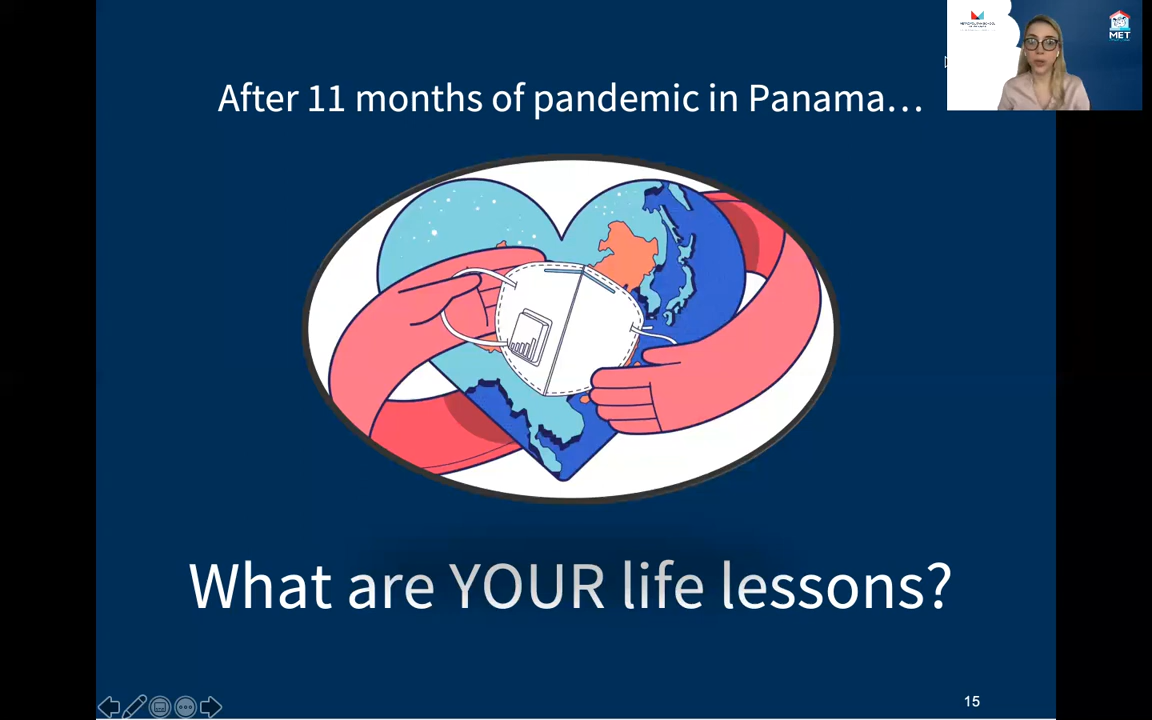 After 11 months of pandemic in Panama...
MET
What are YOUR life lessons?
15